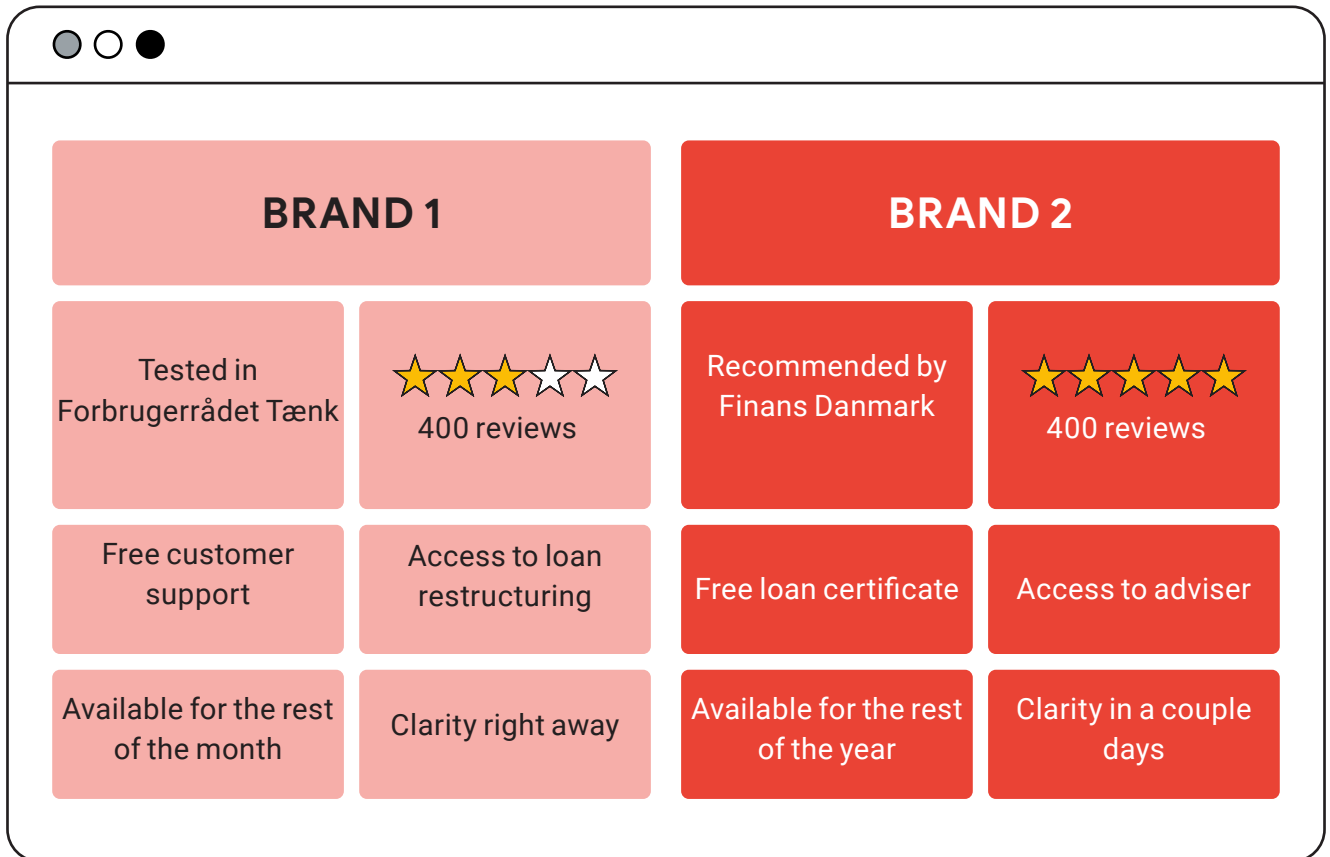 BRAND 1
Tested in
Forbrugerrådet Tænk
400 reviews
Free customer
support
Access to loan
restructuring
Available for the rest
of the month
Clarity right away
BRAND 2
Recommended by
Finans Danmark
400 reviews
Free loan certificate
Access to adviser
Available for the rest
of the year
Clarity in a couple
days